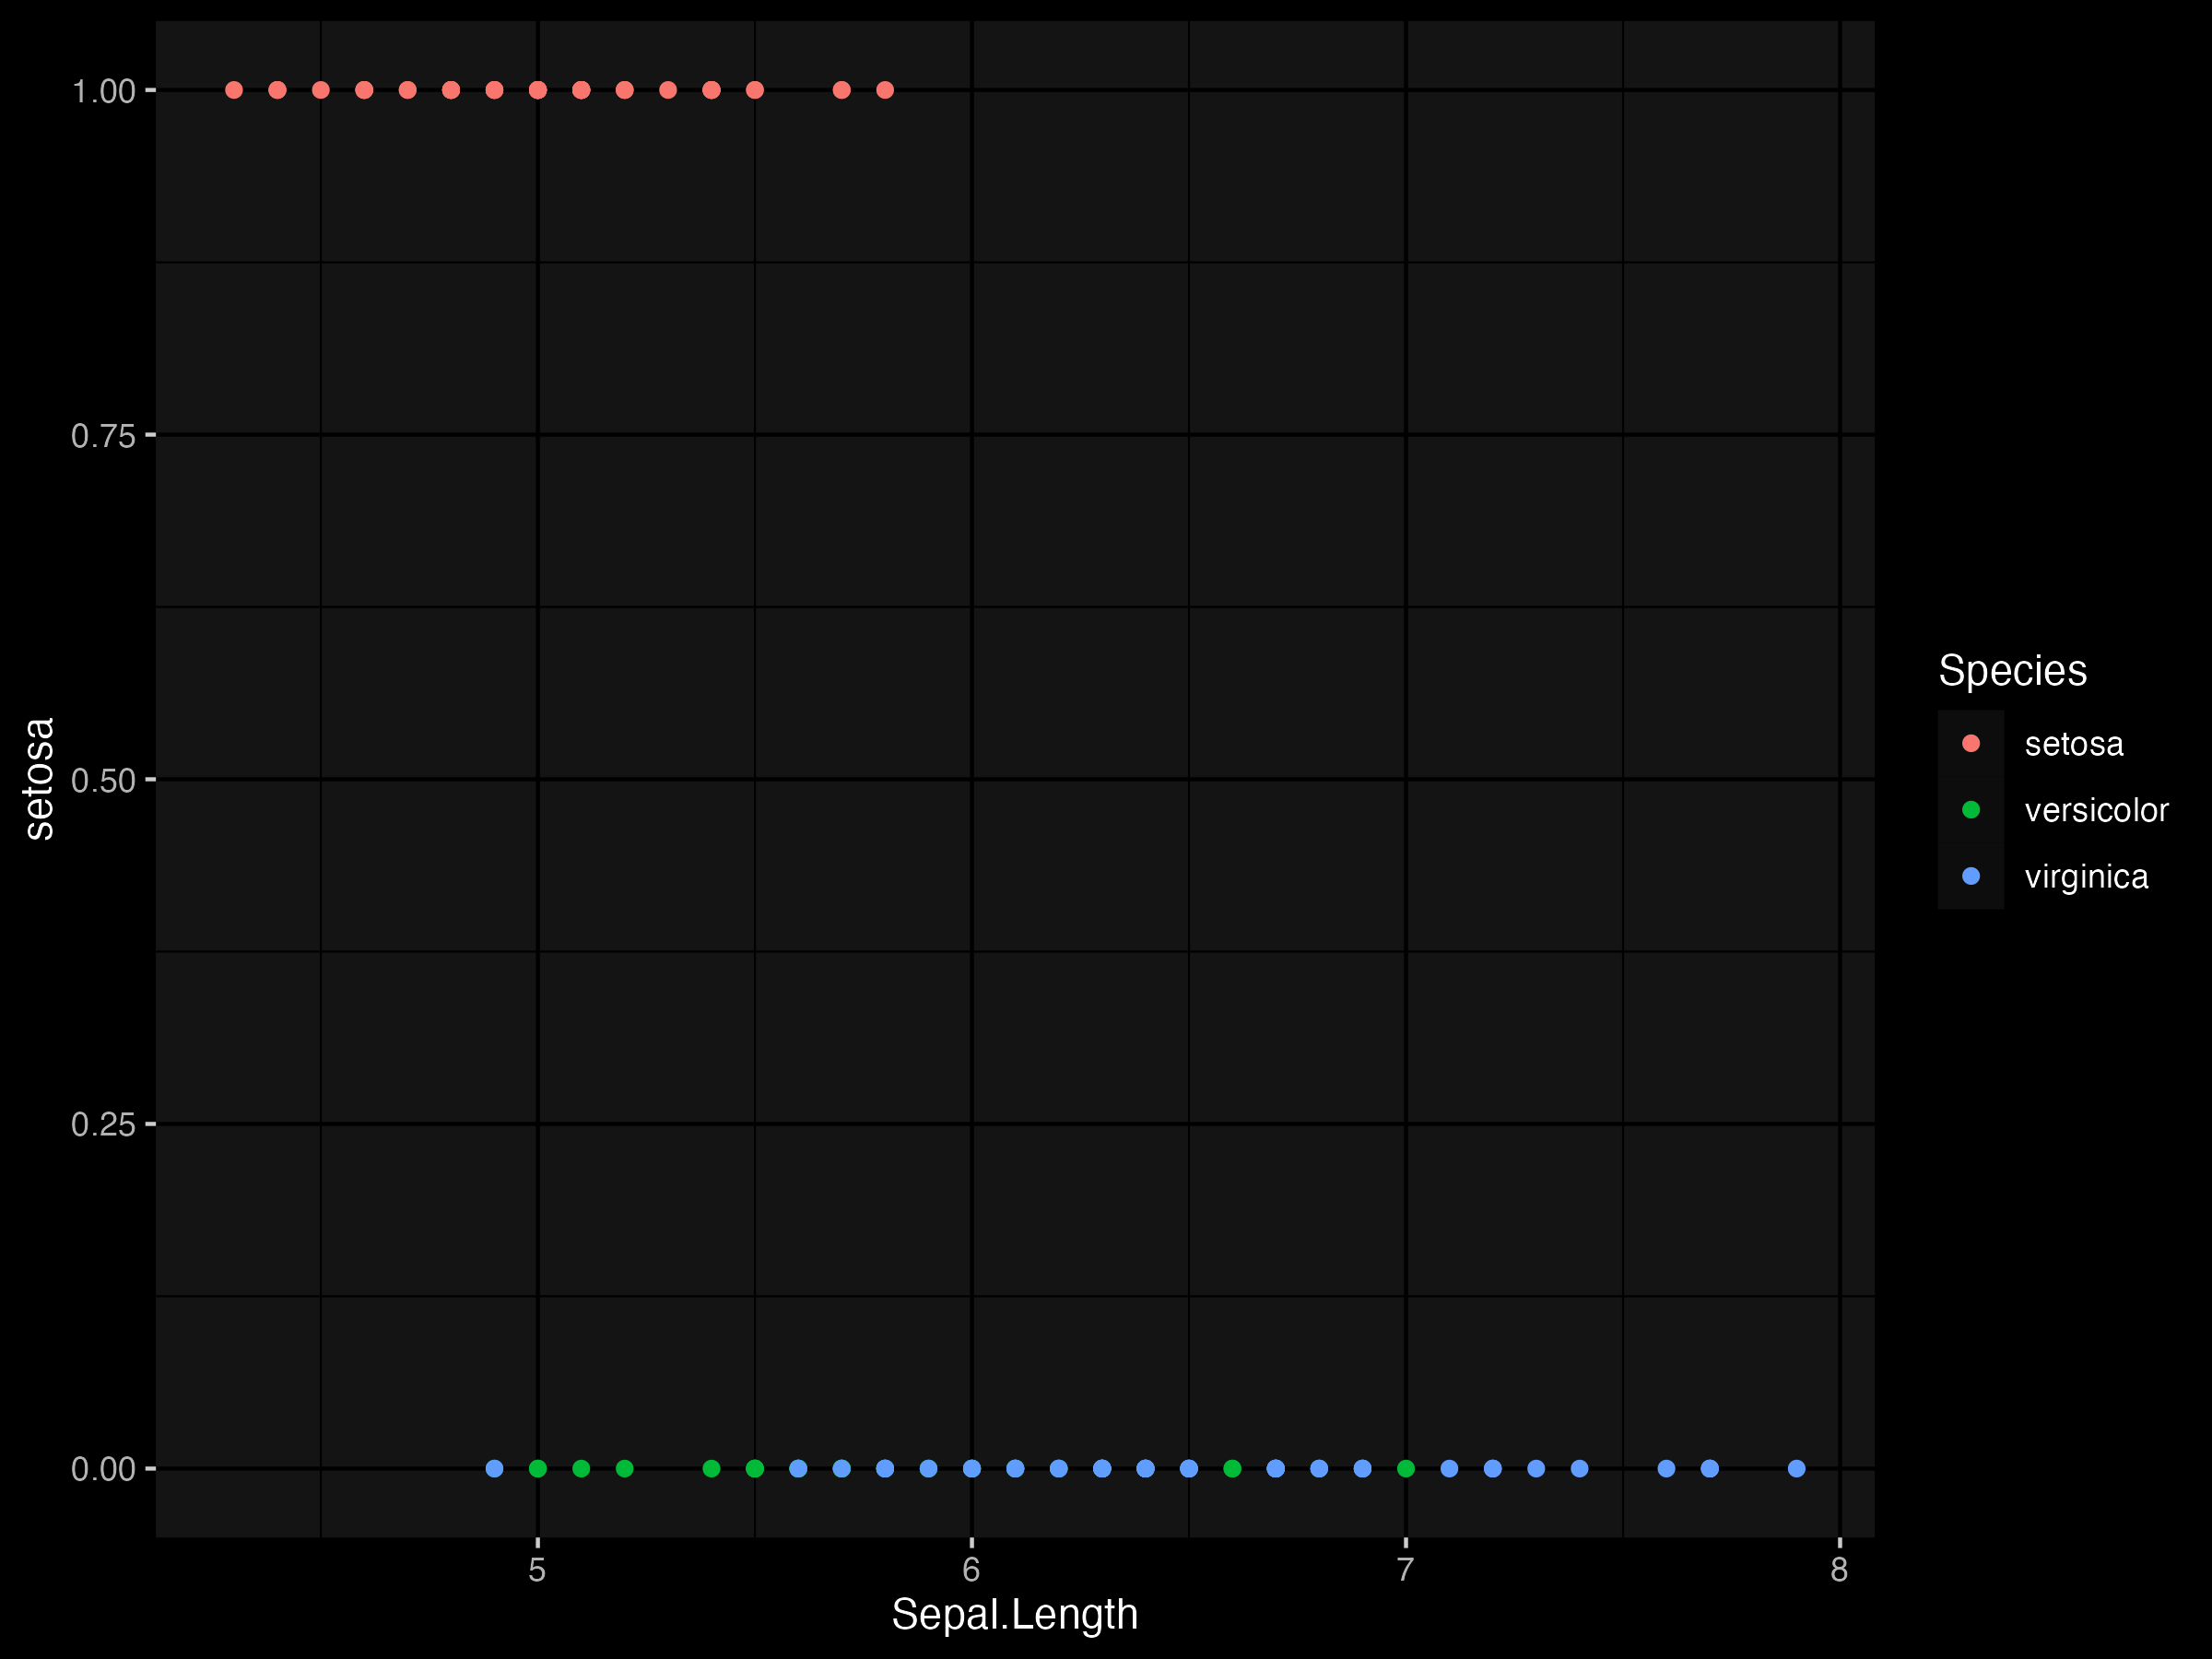 1.00
0.75
0.50
0.25
0.00
setosa
5 6 7 8
Sepal.Length
Species
setosa
versicolor
virginica